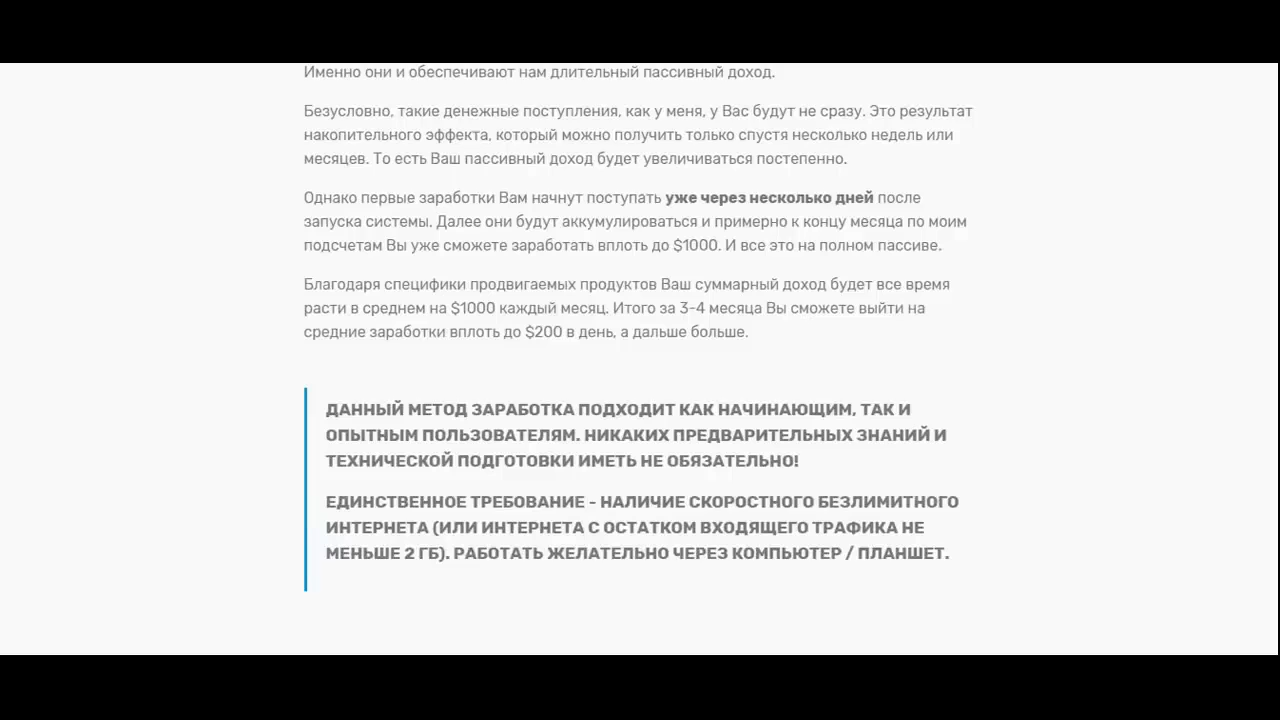 Именно они и обеспечивают нам длительный пассивный доход.
Безусловно, такие денежные поступления, как у меня, у Вас будут не сразу. Это результат
накопительного эффекта, который можно получить только спустя несколько недель или
месяцев. То есть Ваш пассивный доход будет увеличиваться постепенно.
Однако первые заработки Вам начнут поступать уже через несколько дней после
запуска системы. Далее они будут аккумулироваться и примерно к концу месяца по моим
подсчетам Вы уже сможете заработать вплоть до $1000. И все это на полном пассиве.
Благодаря специфики продвигаемых продуктов Ваш суммарный доход будет все время
расти в среднем на $1000 каждый месяц. Итого за 3-4 месяца Вы сможете выйти на
средние заработки вплоть до $200 в день, а дальше больше.
ДАННЫЙ МЕТОД ЗАРАБОТКА ПОДХОДИТ КАК НАЧИНАЮЩИМ, ТАК И
ОПЫТНЫМ ПОЛЬЗОВАТЕЛЯМ. НИКАКИХ ПРЕДВАРИТЕЛЬНЫХ ЗНАНИЙ И
ТЕХНИЧЕСКОЙ ПОДГОТОВКИ ИМЕТЬ НЕ ОБЯЗАТЕЛЬНО!
ЕДИНСТВЕННОЕ ТРЕБОВАНИЕ - НАЛИЧИЕ СКОРОСТНОГО БЕЗЛИМИТНОГО
ИНТЕРНЕТА (ИЛИ ИНТЕРНЕТА С ОСТАТКОМ ВХОДЯЩЕГО ТРАФИКА НЕ
МЕНЬШЕ 2 ГБ). РАБОТАТЬ ЖЕЛАТЕЛЬНО ЧЕРЕЗ КОМПЬЮТЕР / ПЛАНШЕТ.